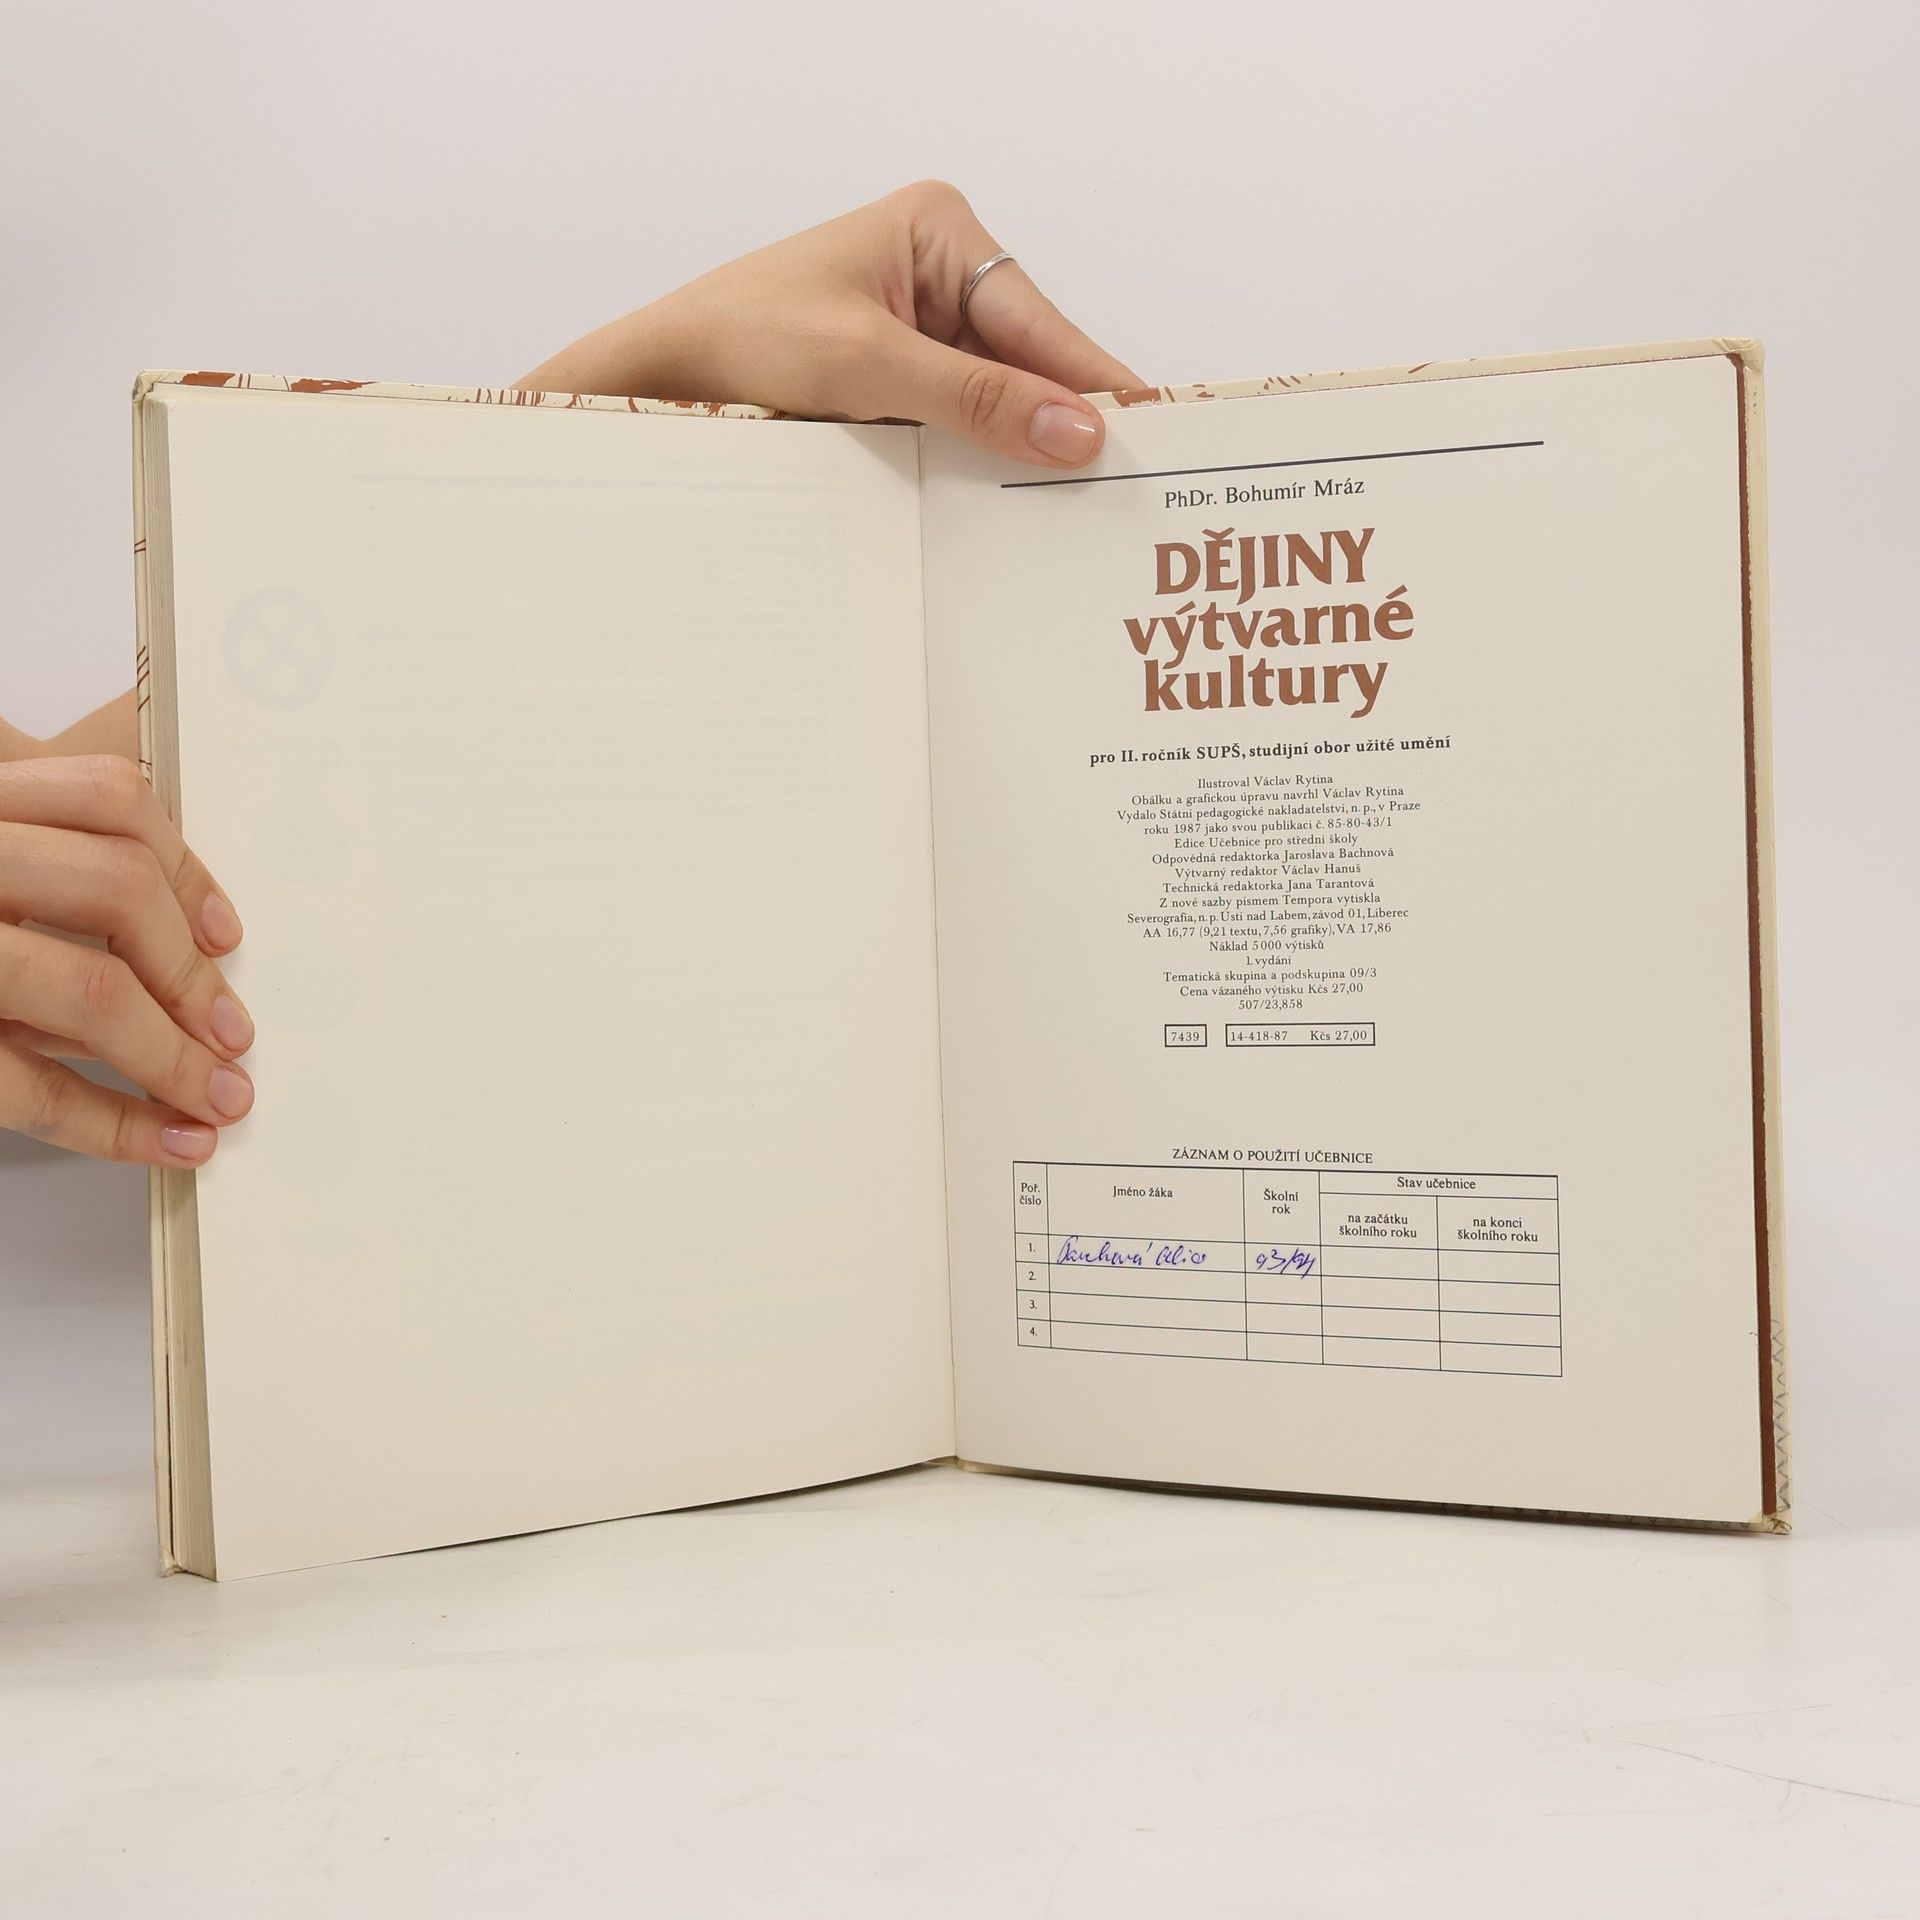 PhDr. Bohumír Mráz
DĚJINY
výtvarné
kultury
pro II. ročník SUPŠ, studijní obor užité umění
Ilustroval Václav Rytina
Obálku a grafickou úpravu navrhl Václav Rytina
Vydalo Státní pedagogické nakladatelství, n. p., v Praze
roku 1987 jako svou publikaci č. 85-80-43/1
Edice Učebnice pro střední školy
Odpovědná redaktorka Jaroslava Bachnová
Výtvarný redaktor Václav Hanuš
Technická redaktorka Jana Tarantová
Z nové sazby písmem Tempora vytiskla
Severografia, n. p. Ústí nad Labem, závod 01, Liberec
AA 16,77 (9,21 textu, 7,56 grafiky), VA 17,86
Náklad 5000 výtisků
1. vydání
Tematická skupina a podskupina 09/3
Cena vázaného výtisku Kčs 27,00
507/23,858
7439 14-418-87 Kčs 27,00
ZÁZNAM O POUŽITÍ UČEBNICE
Poř. číslo Jméno žáka Školní rok Stav učebnice
na začátku školního roku na konci školního roku
1. 93/94
2.
3.
4.